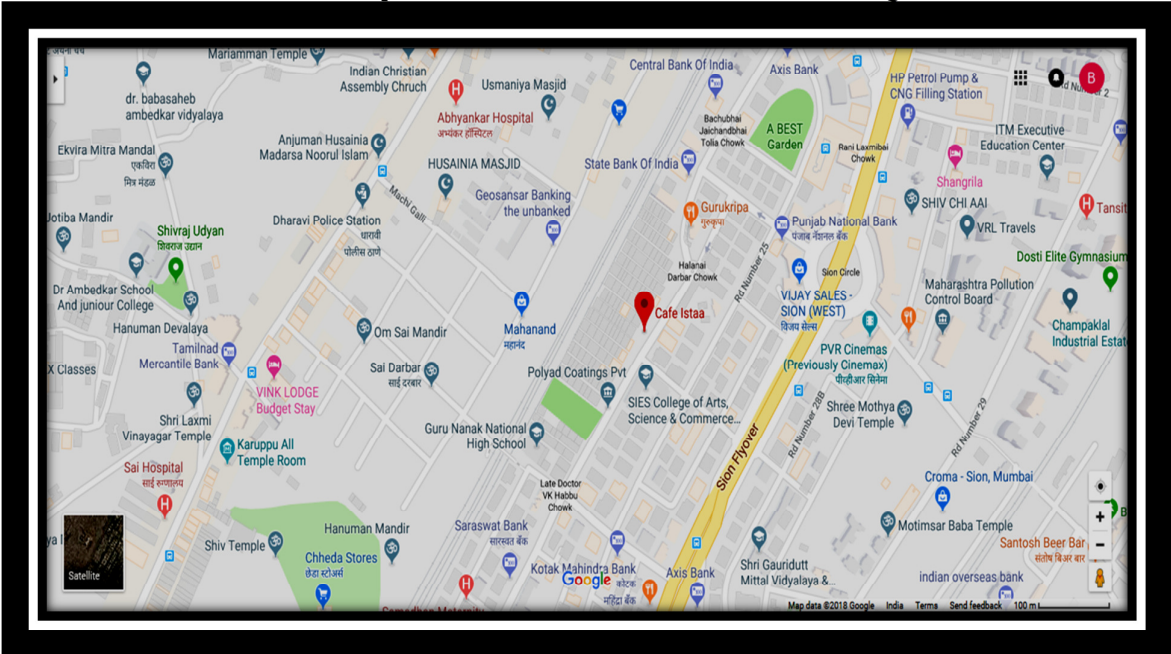 Mariamman Temple
Indian Christian
Assembly Chruch
Usmaniya Masjid
Central Bank Of India
Axis Bank
HP Petrol Pump &
CNG Filling Station
B
dr. babasaheb
ambedkar vidyalaya
Abhyankar Hospital
अभ्यंकर हॉस्पिटल
Bachubhai
Jaichandbhai
Tolia Chowk
A BEST
Garden
Rani Laxmibai
Chowk
ITM Executive
Education Center
Ekvira Mitra Mandal
एकविरा
मित्र मंडळ
Anjuman Husainia
Madarsa Noorul Islam
HUSAINIA MASJID
State Bank Of India
Shangrila
Machi Galli
Geosansar Banking
the unbanked
Gurukripa
गुरुकृपा
SHIV CHI AAI
Tansit
Jotiba Mandir
Shivraj Udyan
शिवराज उद्यान
Dharavi Police Station
धारावी
पोलीस ठाणे
Punjab National Bank
पंजाब नॅशनल बँक
VRL Travels
Halanai
Darbar Chowk
Rd Number 25
Sion Circle
Dosti Elite Gymnasium
Dr Ambedkar School
And juniour College
Maharashtra Pollution
Control Board
VIJAY SALES -
SION (WEST)
विजय सेल्स
Hanuman Devalaya
Om Sai Mandir
Mahanand
महानंद
Cafe Istaa
Champaklal
Industrial Estat
Tamilnad
Mercantile Bank
PVR Cinemas
(Previously Cinemax)
पीव्हीआर सिनेमा
X Classes
Sai Darbar
साई दरबार
Polyad Coatings Pvt
VINK LODGE
Budget Stay
SIES College of Arts,
Science & Commerce...
Shree Mothya
Devi Temple
Rd Number 28B
Rd Number 29
Shri Laxmi
Vinayagar Temple
Guru Nanak National
High School
Karuppu All
Temple Room
Sion Flyover
Sai Hospital
साई रुग्णालय
Croma - Sion, Mumbai
Late Doctor
VK Habbu
Chowk
Hanuman Mandir
Saraswat Bank
सारस्वत बँक
Motimsar Baba Temple
Shiv Temple
Santosh Beer Bar
संतोष बिअर बार
Chheda Stores
छेडा स्टोअर्स
Kotak Mahindra Bank
कोटक
महिंद्रा बँक
Axis Bank
Shri Gauridutt
Mittal Vidyalaya &...
indian overseas bank
Satellite
Google
Map data ©2018 Google India Terms Send feedback 100 m